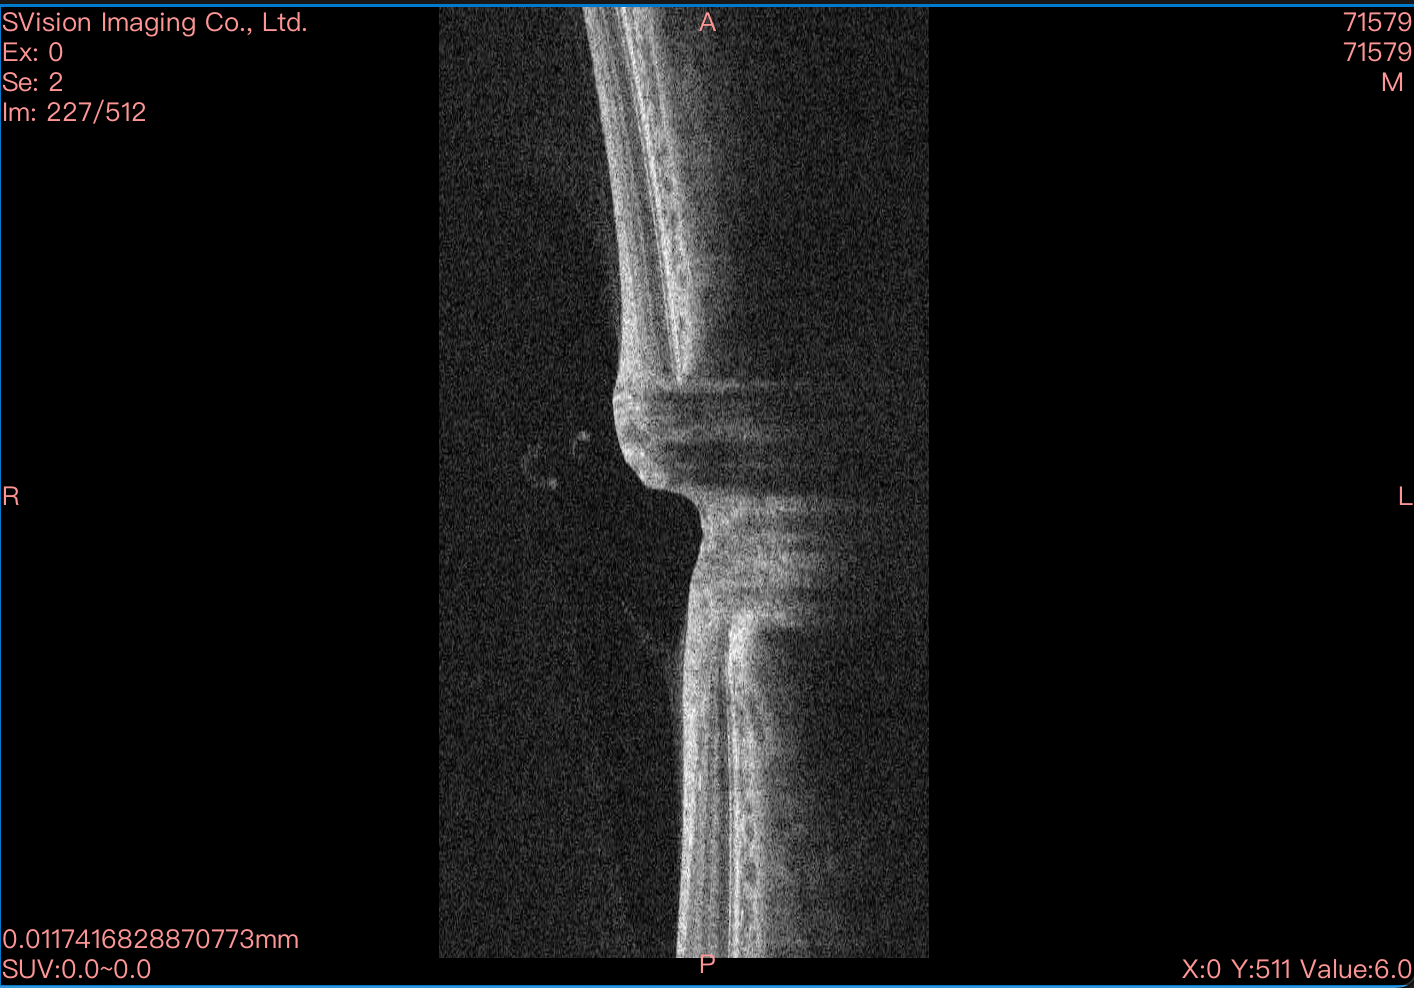 SVision Imaging Co., Ltd.
Ex: 0
Se: 2
Im: 227/512
A
71579
71579
M
R
L
0.0117416828870773mm
SUV:0.0~0.0
P
X:0 Y:511 Value:6.0